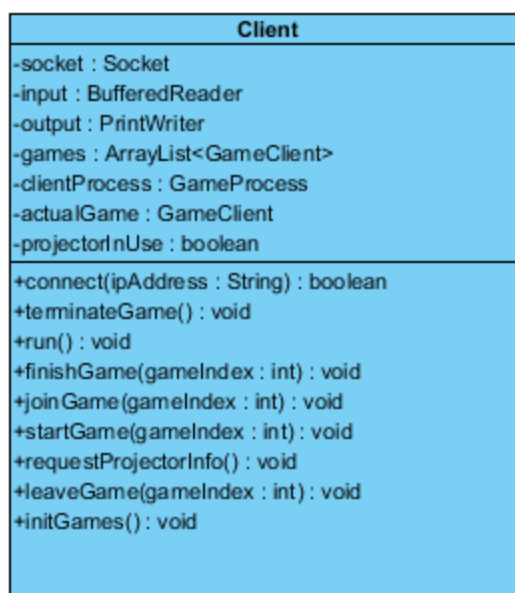 Client
-socket : Socket
-input : BufferedReader
-output : PrintWriter
-games : ArrayList<GameClient>
-clientProcess : GameProcess
-actualGame : GameClient
-projectorInUse : boolean
+connect(ipAddress : String) : boolean
+terminateGame() : void
+run() : void
+finishGame(gameIndex : int) : void
+joinGame(gameIndex : int) : void
+startGame(gameIndex : int) : void
+requestProjectorInfo() : void
+leaveGame(gameIndex : int) : void
+initGames() : void